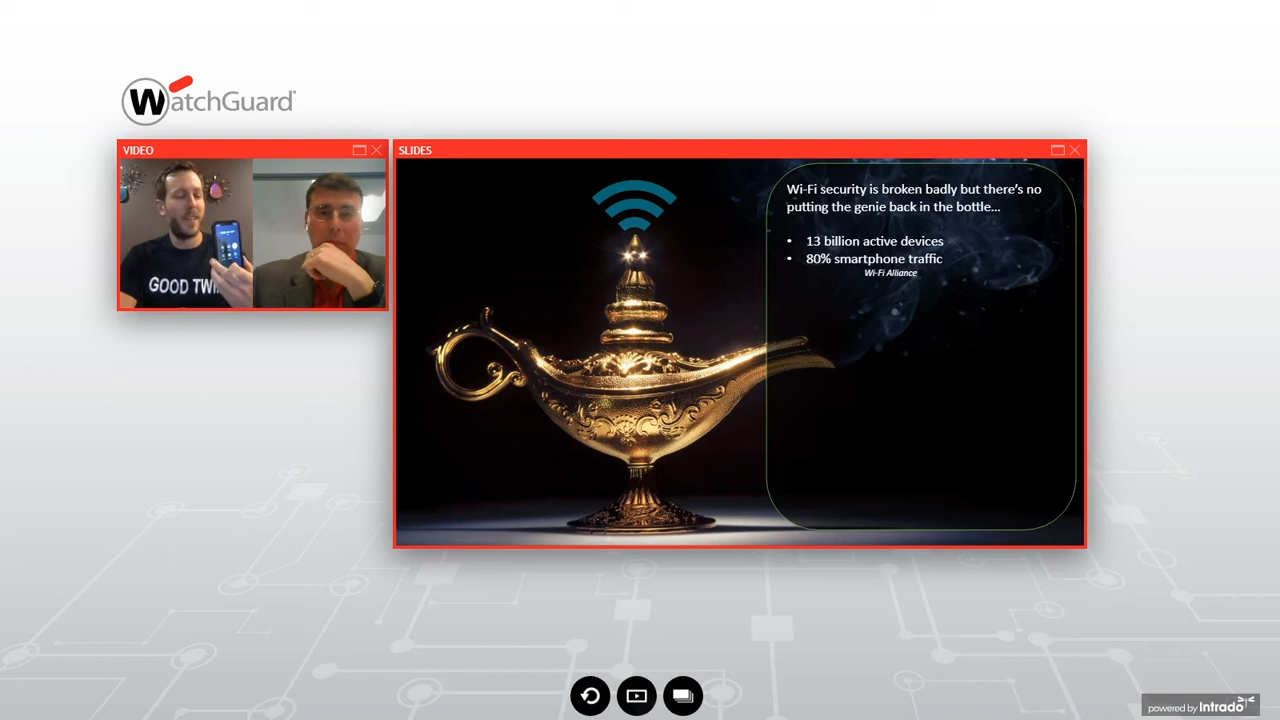 WatchGuard
VIDEO
SLIDES
GOOD
Wi-Fi security is broken badly but there's no
putting the genie back in the bottle...
• 13 billion active devices
• 80% smartphone traffic
Wi-Fi Alliance
powered by Intrado